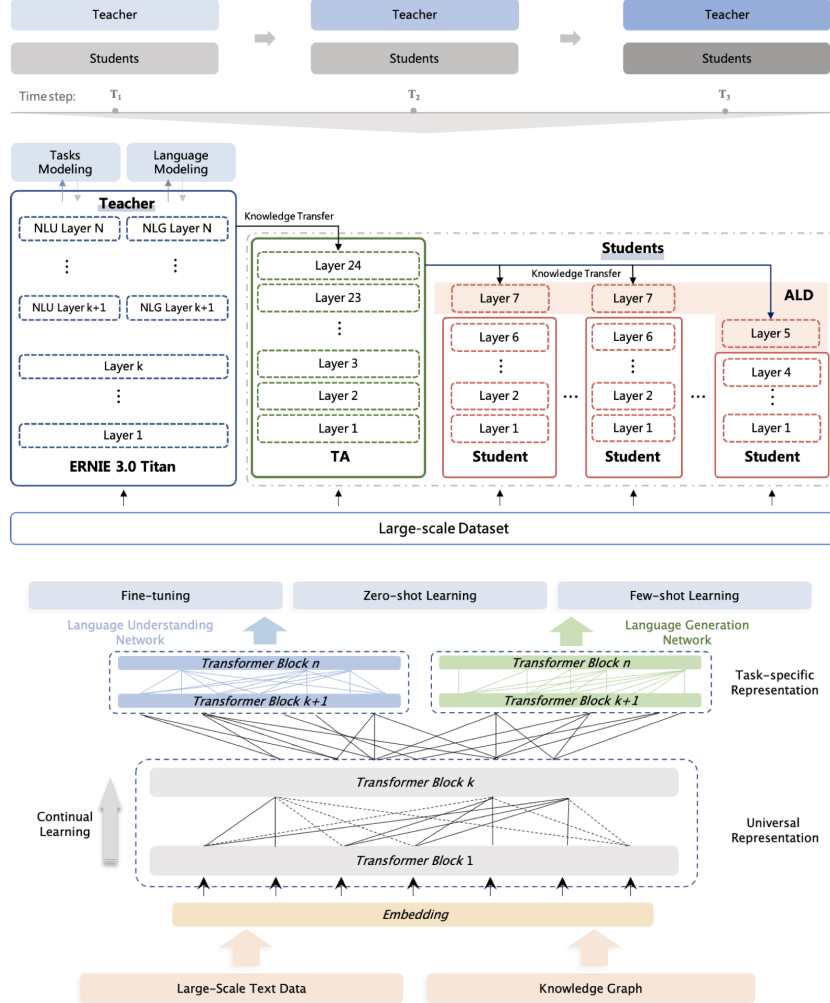 Teacher
Teacher
Teacher
Students
Students
Students
Time step:
T1
T2
T3
Tasks
Modeling
Language
Modeling
Teacher
NLU Layer N
NLG Layer N
⋮
⋮
NLU Layer k+1
NLG Layer k+1
Layer k
⋮
Layer 1
ERNIE 3.0 Titan
Knowledge Transfer
Layer 24
Layer 23
⋮
Layer 3
Layer 2
Layer 1
TA
Students
Knowledge Transfer
ALD
Layer 7
Layer 6
⋮
Layer 2
Layer 1
Student
...
Layer 7
Layer 6
⋮
Layer 2
Layer 1
Student
...
Layer 5
Layer 4
⋮
Layer 1
Student
Large-scale Dataset
Fine-tuning
Zero-shot Learning
Few-shot Learning
Language Understanding
Network
Language Generation
Network
Transformer Block n
Transformer Block n
Transformer Block k+1
Transformer Block k+1
Task-specific
Representation
Transformer Block k
Continual
Learning
Universal
Representation
Transformer Block 1
Embedding
Large-Scale Text Data
Knowledge Graph